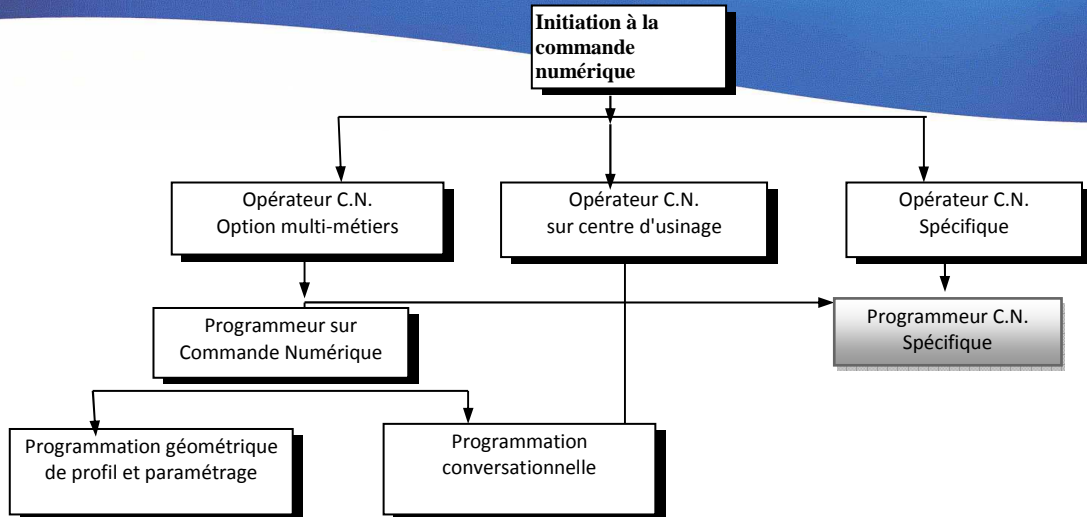 Initiation à la
commande
numérique
Opérateur C.N.
Option multi-métiers
Opérateur C.N.
sur centre d'usinage
Opérateur C.N.
Spécifique
Programmeur sur
Commande Numérique
Programmeur C.N.
Spécifique
Programmation géométrique
de profil et paramétrage
Programmation
conversationnelle